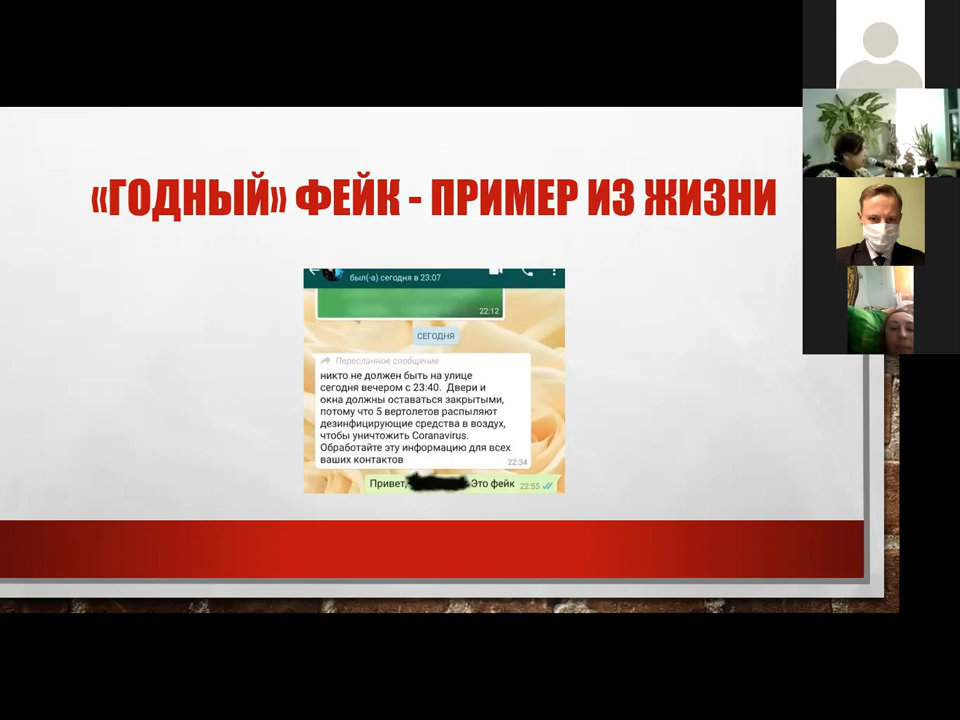 «ГОДНЫЙ» ФЕЙК - ПРИМЕР ИЗ ЖИЗНИ
был(-а) сегодня в 23:07
22:12
СЕГОДНЯ
Пересланное сообщение
никто не должен быть на улице
сегодня вечером с 23:40. Двери и
окна должны оставаться закрытыми,
потому что 5 вертолетов распыляют
дезинфицирующие средства в воздух,
чтобы уничтожить Coranavirus.
Обработайте эту информацию для всех
ваших контактов
22:34
Привет, Это фейк 22:55